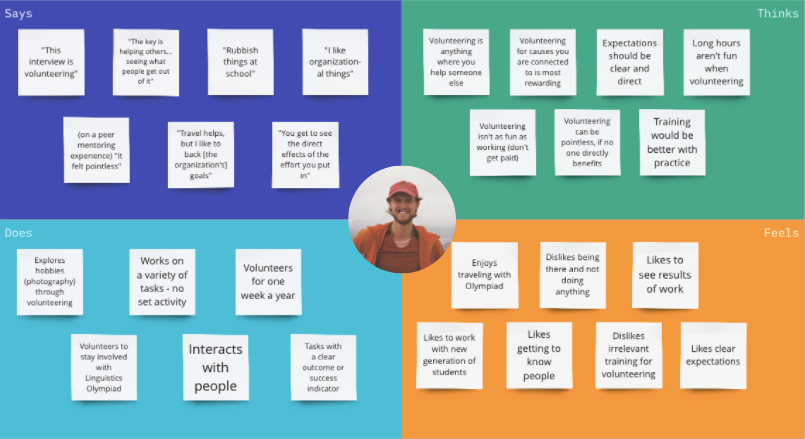 Says
"This
interview is
volunteering"
"The key is
helping others...
seeing what
people get out
of it"
"Rubbish
things at
school"
"I like
organization-
al things"
(on a peer
mentoring
experience) "it
felt pointless"
"Travel helps,
but I like to
back [the
organization's]
goals"
"You get to see
the direct
effects of the
effort you put
in"
Thinks
Volunteering is
anything
where you
help someone
else
Volunteering
for causes you
are connected
to is most
rewarding
Expectations
should be
clear and
direct
Long hours
aren't fun
when
volunteering
Volunteering
isn't as fun as
working (don't
get paid)
Volunteering
can be
pointless, if no
one directly
benefits
Training
would be
better with
practice
Does
Explores
hobbies
(photography)
through
volunteering
Works on
a variety of
tasks - no
set activity
Volunteers
for one
week a year
Volunteers to
stay involved
with
Linguistics
Olympiad
Interacts
with
people
Tasks with
a clear
outcome or
success
indicator
Feels
Enjoys
traveling with
Olympiad
Dislikes being
there and not
doing
anything
Likes to
see results
of work
Likes to work
with new
generation of
students
Likes
getting to
know
people
Dislikes
irrelevant
training for
volunteering
Likes clear
expectations